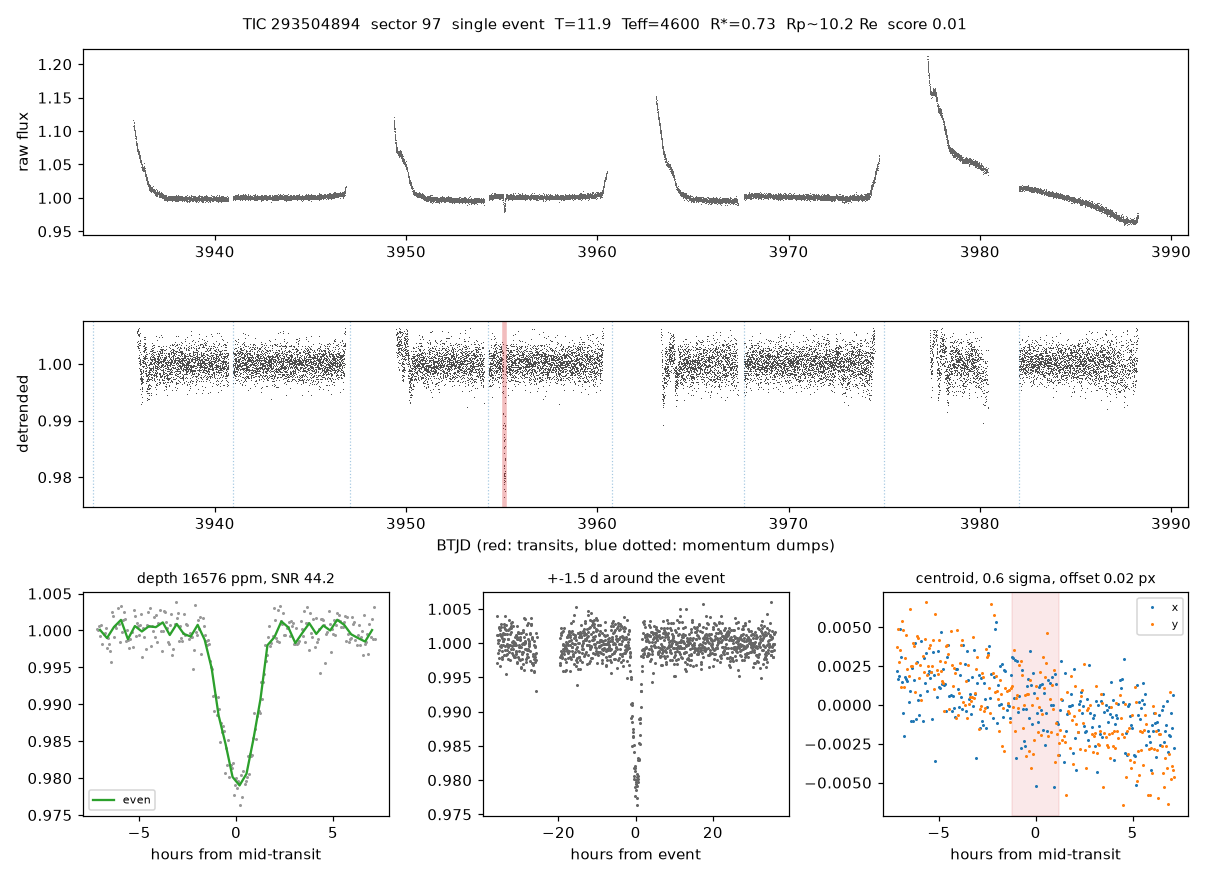 TIC 293504894  sector 97  single event  T=11.9  Teff=4600  R*=0.73  Rp~10.2 Re  score 0.01
raw flux
1.20
1.15
1.10
1.05
1.00
0.95
3940 3950 3960 3970 3980 3990
detrended
1.00
0.99
0.98
3940 3950 3960 3970 3980 3990
BTJD (red: transits, blue dotted: momentum dumps)
depth 16576 ppm, SNR 44.2
1.005
1.000
0.995
0.990
0.985
0.980
0.975
even
−5 0 5
hours from mid-transit
+-1.5 d around the event
1.005
1.000
0.995
0.990
0.985
0.980
0.975
−20 0 20
hours from event
centroid, 0.6 sigma, offset 0.02 px
0.0050
0.0025
0.0000
−0.0025
−0.0050
x
y
−5 0 5
hours from mid-transit